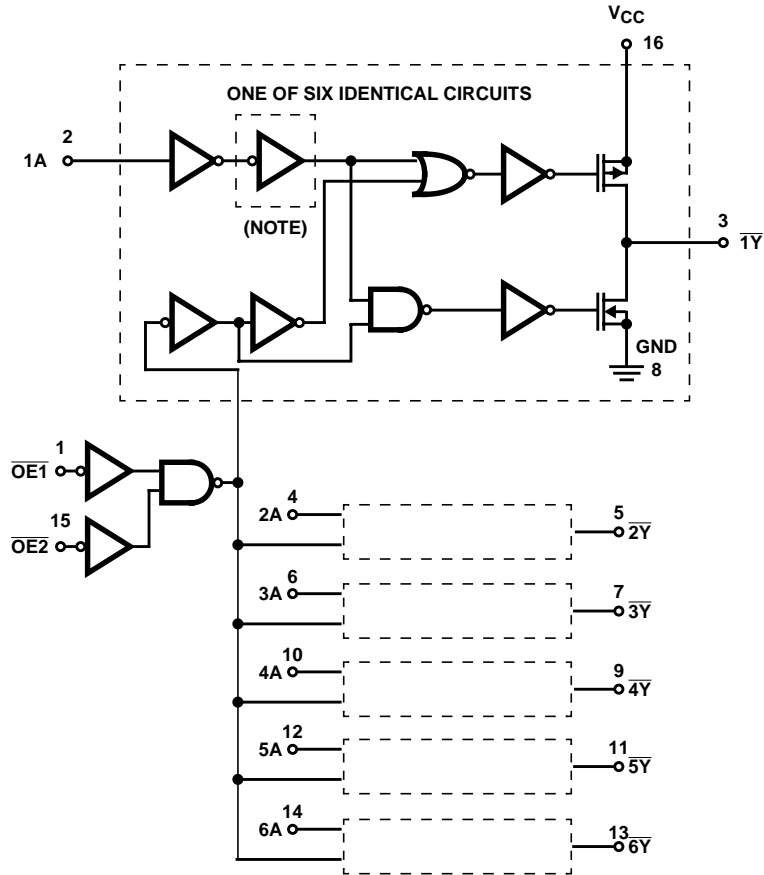 VCC
16
ONE OF SIX IDENTICAL CIRCUITS
2
1A
(NOTE)
3
1Y
GND
8
1
OE1
15
OE2
4
2A
5
2Y
6
3A
7
3Y
10
4A
9
4Y
12
5A
11
5Y
14
6A
13
6Y